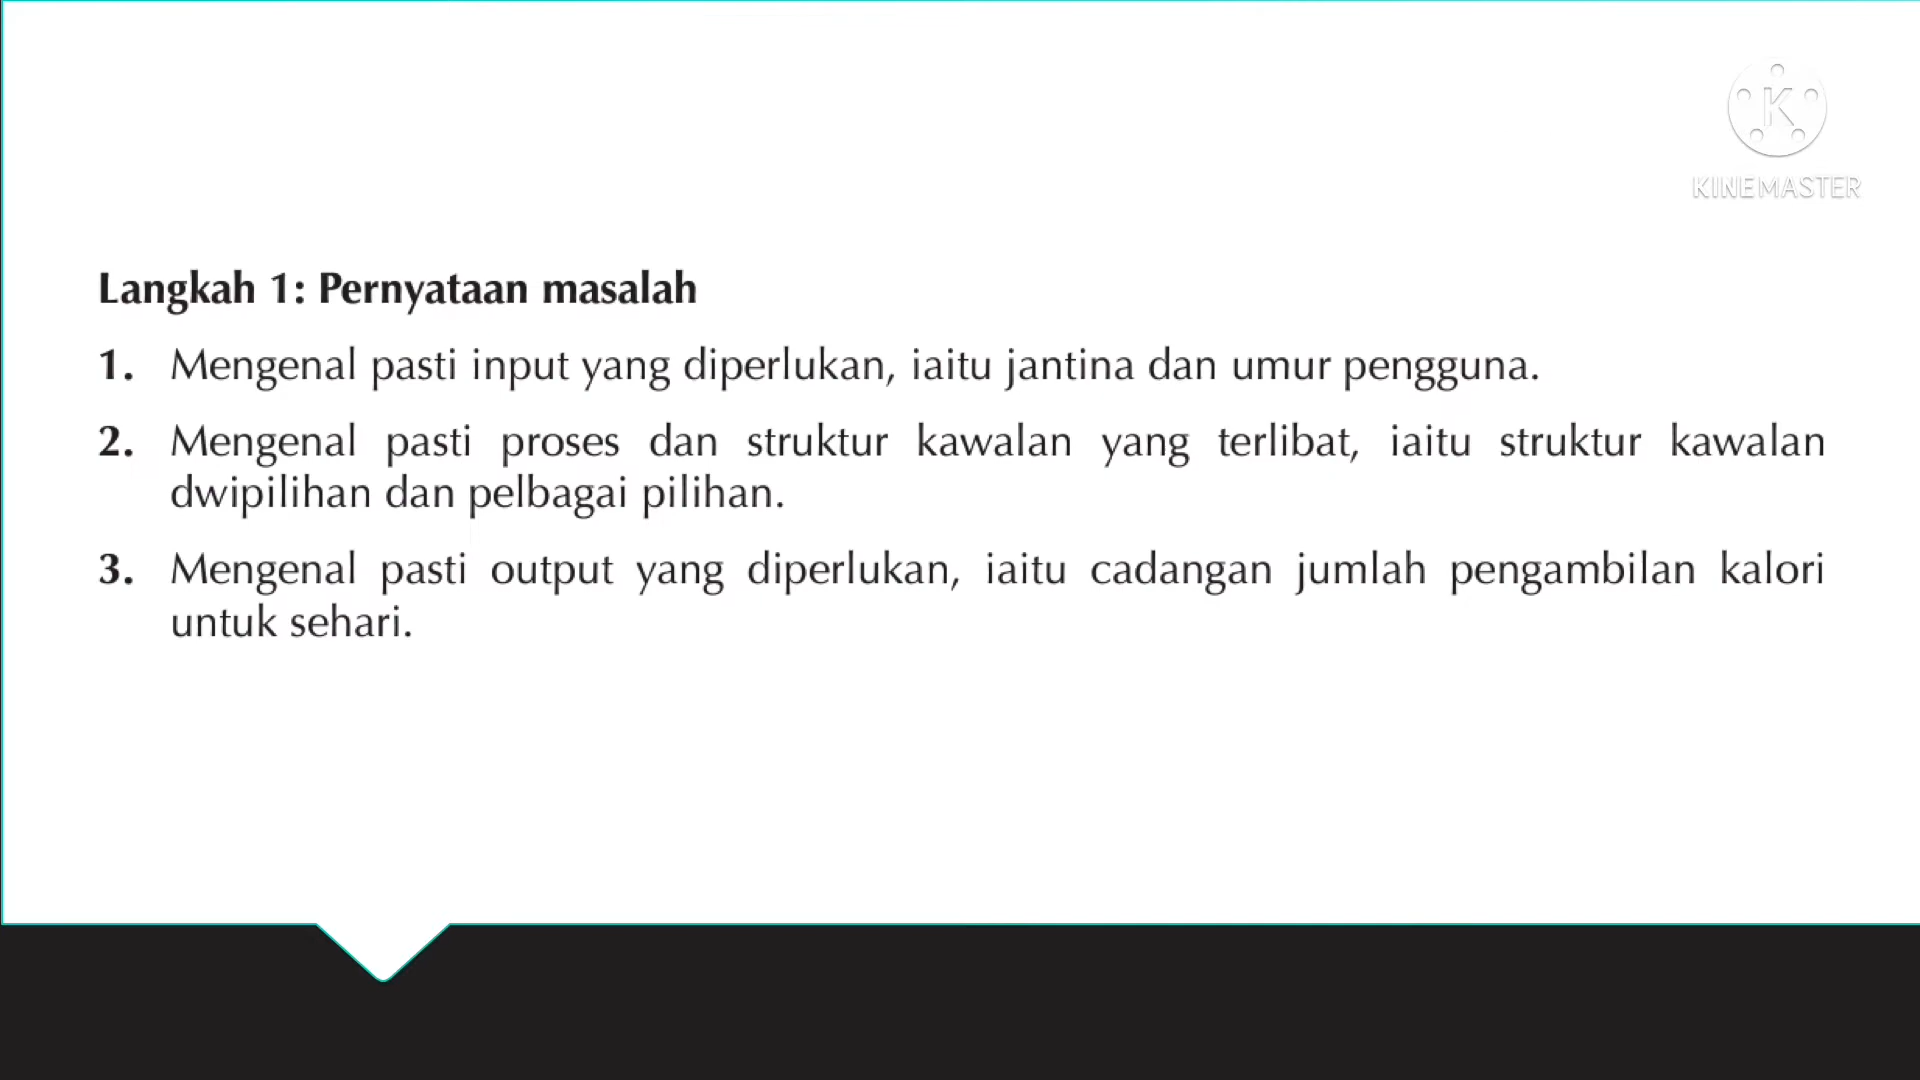 K
KINEMASTER
Langkah 1: Pernyataan masalah
1. Mengenal pasti input yang diperlukan, iaitu jantina dan umur pengguna.
2. Mengenal pasti proses dan struktur kawalan yang terlibat, iaitu struktur kawalan
dwipilihan dan pelbagai pilihan.
3. Mengenal pasti output yang diperlukan, iaitu cadangan jumlah pengambilan kalori
untuk sehari.